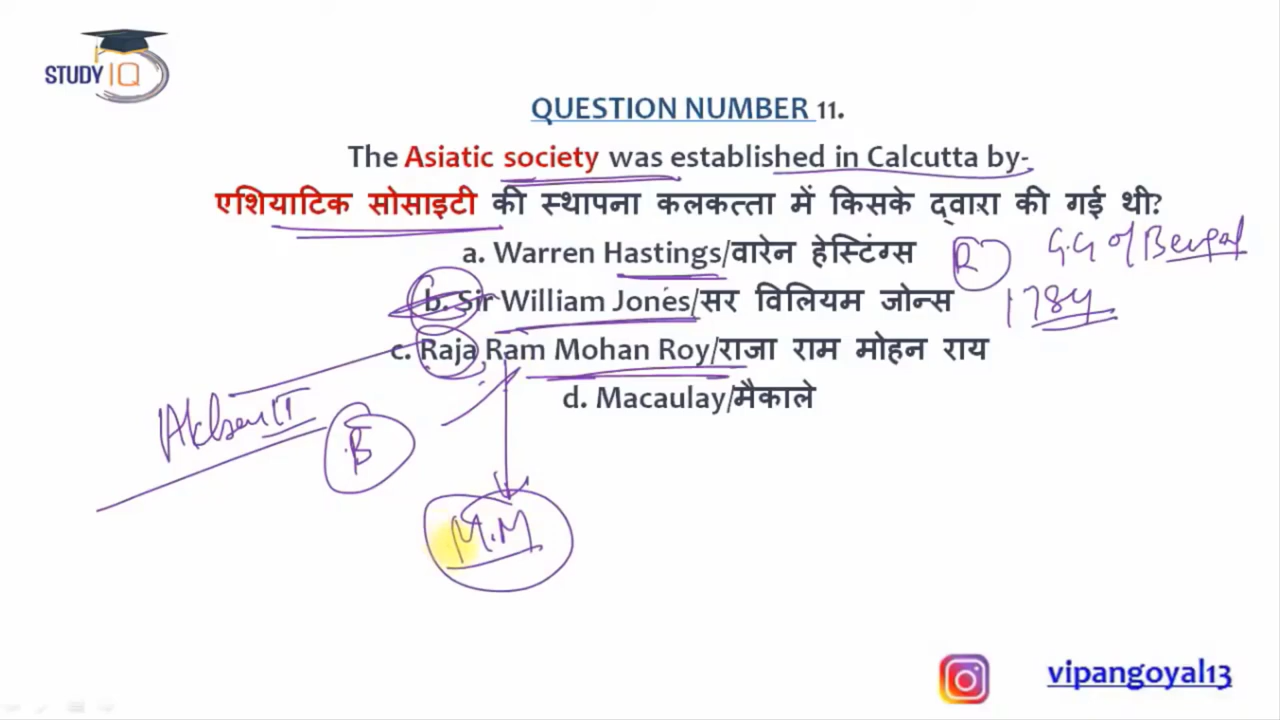 STUDY IQ
QUESTION NUMBER 11.
The Asiatic society was established in Calcutta by-
एशियाटिक सोसाइटी की स्थापना कलकत्ता में किसके द्वारा की गई थी?
a. Warren Hastings/वारेन हेस्टिंग्स
R G.G of Bengal
b. Sir William Jones/सर विलियम जोन्स
1784
c. Raja Ram Mohan Roy/राजा राम मोहन राय
d. Macaulay/मैकाले
II
B
M.M
vipangoyal13